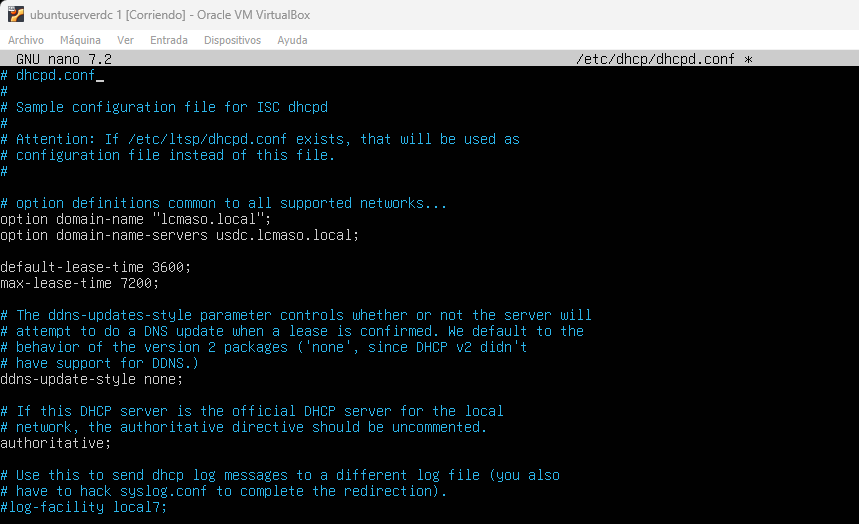 ubuntuserverdc 1 [Corriendo] - Oracle VM VirtualBox
Archivo Máquina Ver Entrada Dispositivos Ayuda
GNU nano 7.2 /etc/dhcp/dhcpd.conf *
# dhcpd.conf
#
# Sample configuration file for ISC dhcpd
#
# Attention: If /etc/ltsp/dhcpd.conf exists, that will be used as
# configuration file instead of this file.
#
# option definitions common to all supported networks...
option domain-name "lcmaso.local";
option domain-name-servers usdc.lcmaso.local;
default-lease-time 3600;
max-lease-time 7200;
# The ddns-updates-style parameter controls whether or not the server will
# attempt to do a DNS update when a lease is confirmed. We default to the
# behavior of the version 2 packages ('none', since DHCP v2 didn't
# have support for DDNS.)
ddns-update-style none;
# If this DHCP server is the official DHCP server for the local
# network, the authoritative directive should be uncommented.
authoritative;
# Use this to send dhcp log messages to a different log file (you also
# have to hack syslog.conf to complete the redirection).
#log-facility local7;